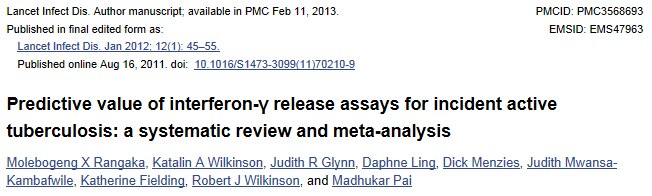 Lancet Infect Dis. Author manuscript; available in PMC Feb 11, 2013.
PMCID: PMC3568693
Published in final edited form as:
EMSID: EMS47963
Lancet Infect Dis. Jan 2012; 12(1): 45–55.
Published online Aug 16, 2011. doi: 10.1016/S1473-3099(11)70210-9
Predictive value of interferon-γ release assays for incident active
tuberculosis: a systematic review and meta-analysis
Molebogeng X Rangaka, Katalin A Wilkinson, Judith R Glynn, Daphne Ling, Dick Menzies, Judith Mwansa-
Kambafwile, Katherine Fielding, Robert J Wilkinson, and Madhukar Pai